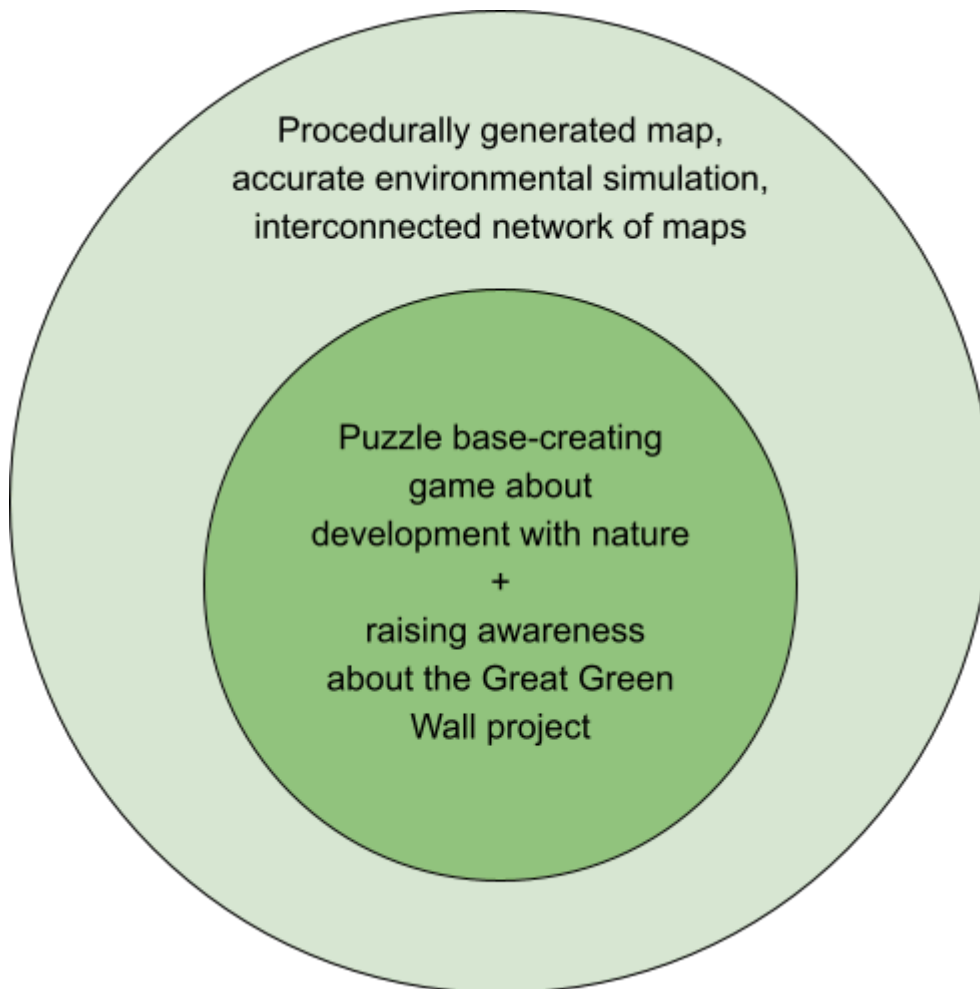 Procedurally generated map,
accurate environmental simulation,
interconnected network of maps
Puzzle base-creating
game about
development with nature
+
raising awareness
about the Great Green
Wall project